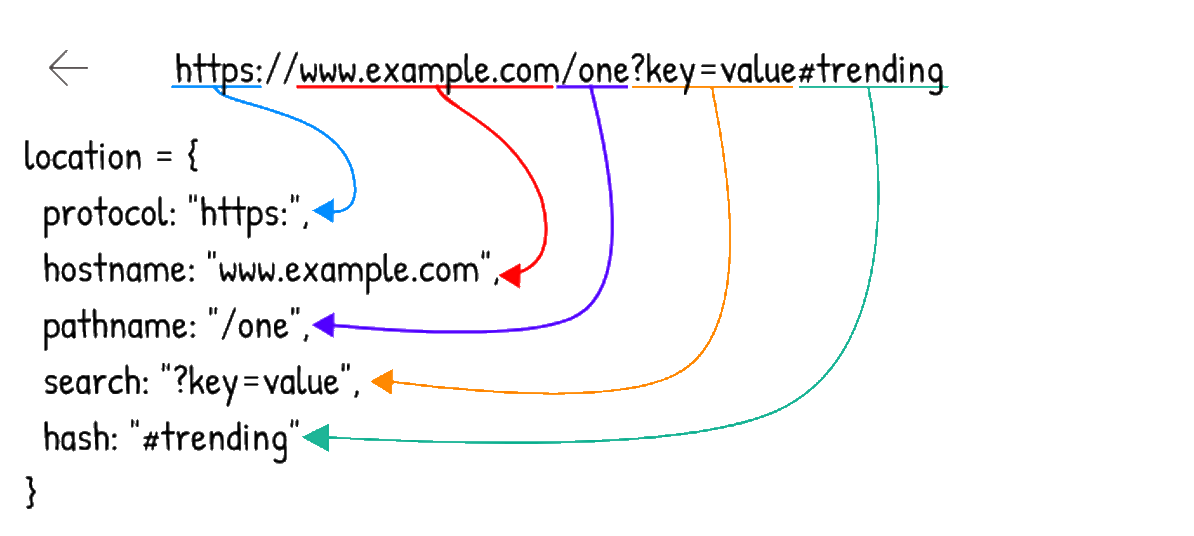 https://www.example.com/one?key=value#trending
location = {
protocol: "https:",
hostname: "www.example.com",
pathname: "/one",
search: "?key=value",
hash: "#trending"
}